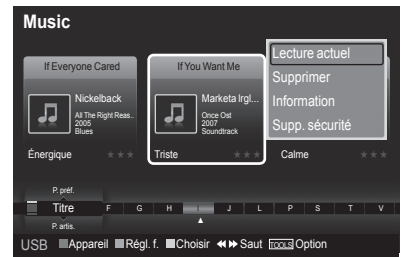 Music
If Everyone Cared
Nickelback
All The Right Reas..
2005
Blues
Énergique
If You Want Me
Marketa Irgl...
Once Ost
2007
Soundtrack
Triste
Calme
Lecture actuel
Supprimer
Information
Supp. sécurité
P. préf.
Titre F G H I J L P S T V
P. artis.
USB Appareil Régl. f. Choisir Saut TOOLS Option